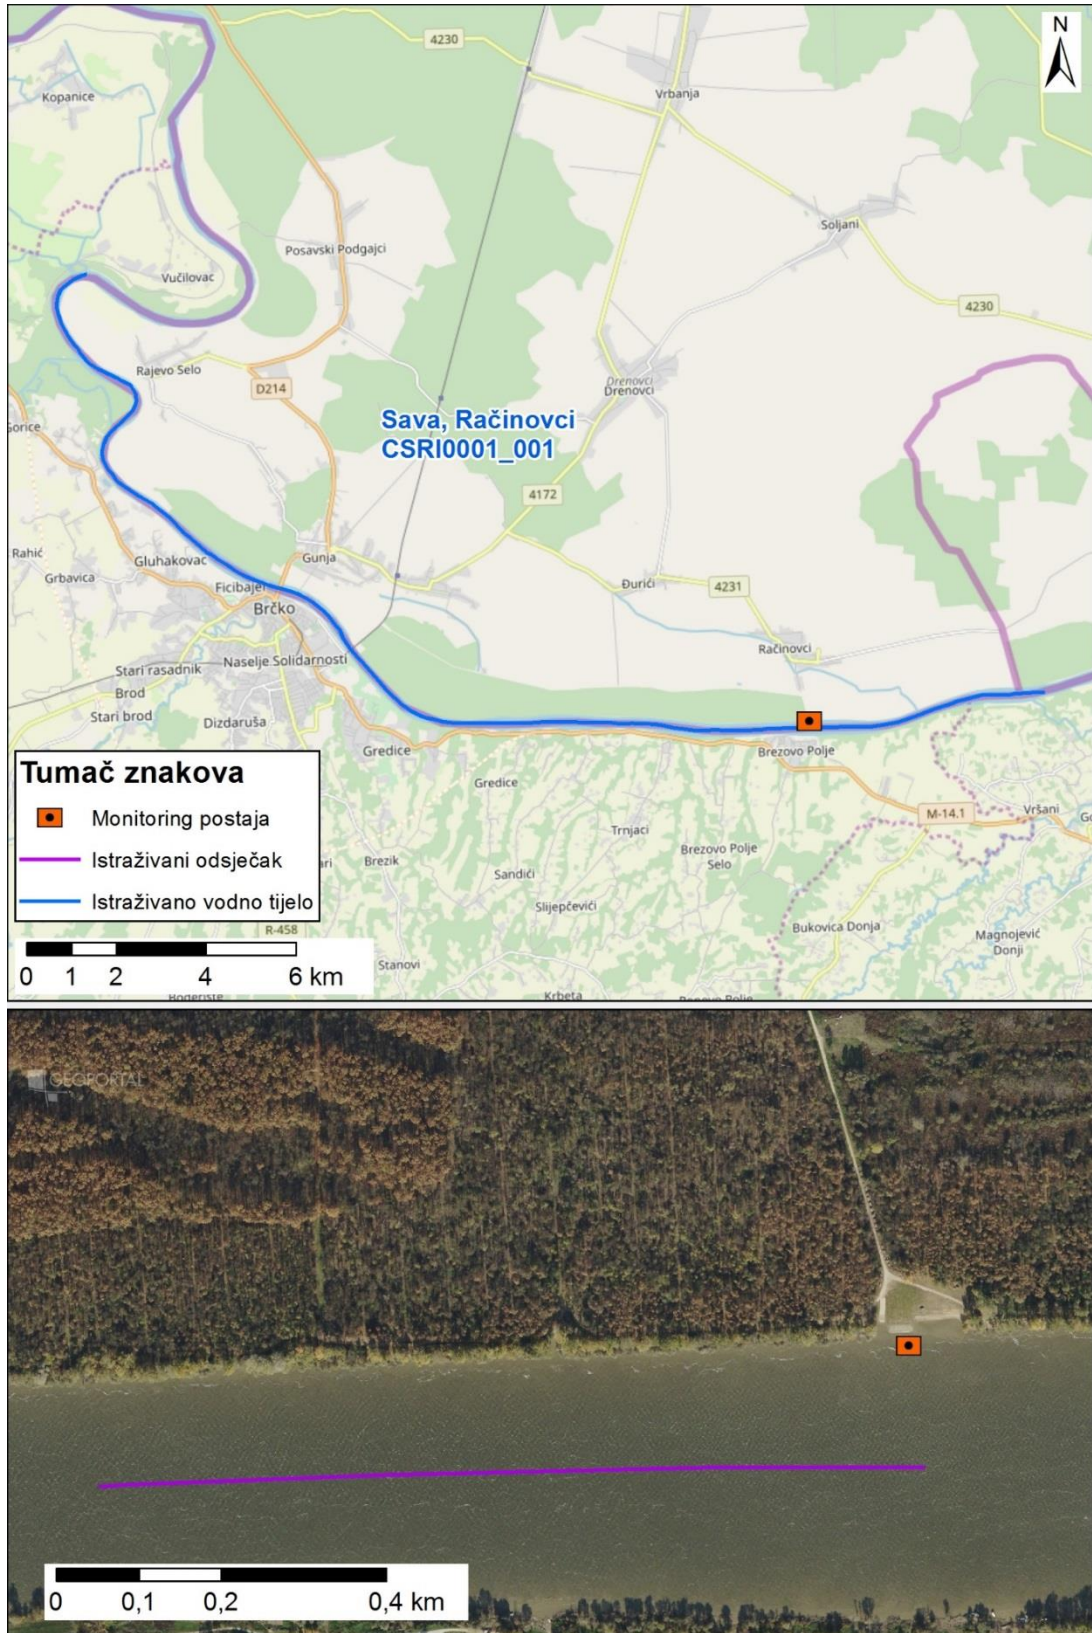 N
4230
Kopanice
Vrbanja
Soljani
Posavski Podgajci
Vučilovac
4230
Rajevo Selo
D214
Drenovci
Drenovci
Gorice
Sava, Račinovci
CSRI0001_001
4172
Rahić
Grbavica
Gluhakovac
Gunja
Ficibajer
Brčko
Đurići
4231
Račinovci
Stari rasadnik
Naselje Solidarnosti
Brod
Stari brod
Dizdaruša
Gredice
Brezovo Polje
Gredice
Tumač znakova
Monitoring postaja
Istraživani odsječak
Istraživano vodno tijelo
M-14.1
Vršani
Trnjaci
Brezovo Polje
Selo
Brezik
Sandići
Slijepčevići
R-458
Bukovica Donja
Magnojević
Donji
Stanovi
Krbeta
0 1 2 4 6 km
GEOPORTAL
0 0,1 0,2 0,4 km